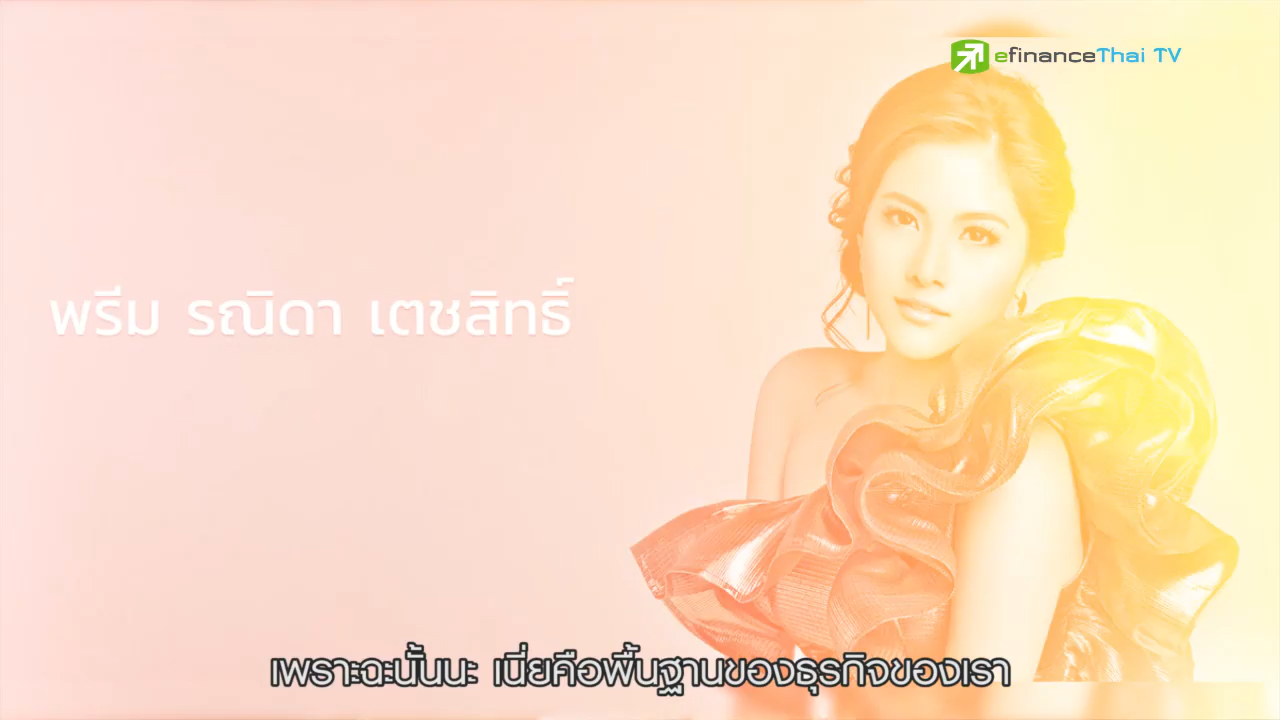 efinanceThai TV
พรีม รณิดา เตชสิทธิ์
เพราะฉะนั้นนะ เนี่ยคือพื้นฐานของธุรกิจของเรา